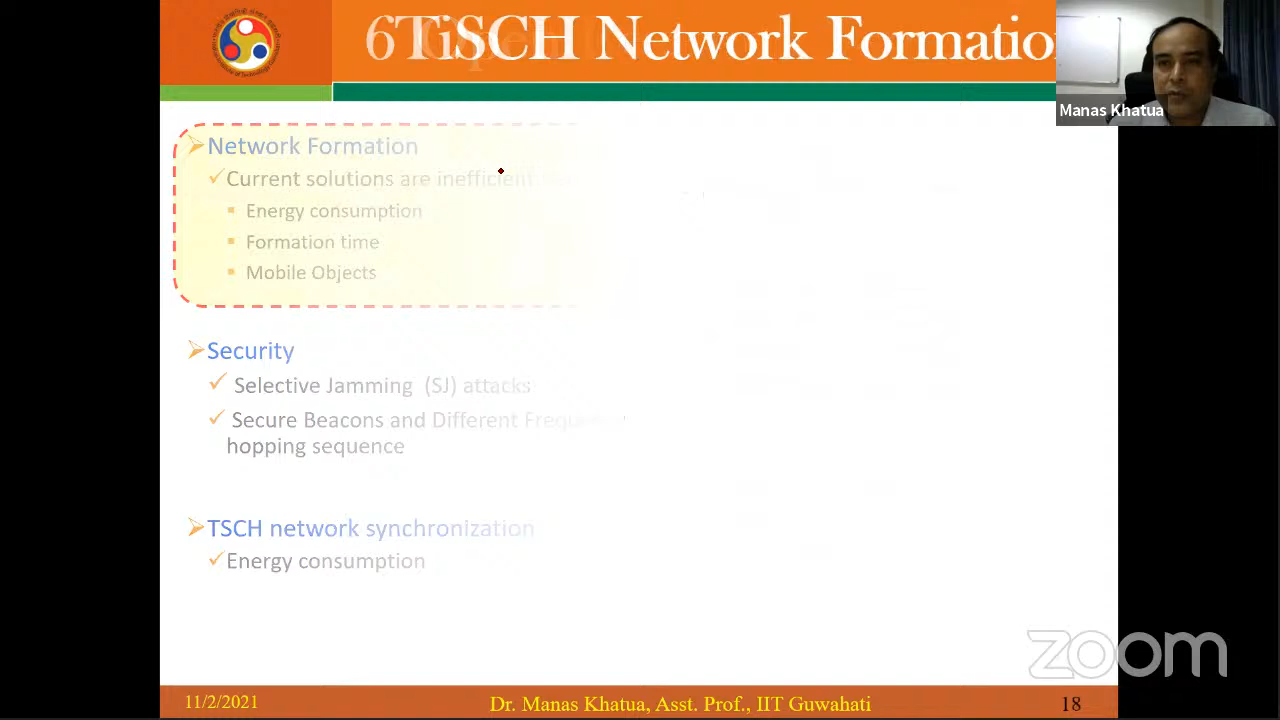 6TiSCH Network Formatio
Manas Khatua
Network Formation
Current solutions are inefficient
Energy consumption
Formation time
Mobile Objects
Security
Selective Jamming (SJ) attacks
Secure Beacons and Different
hopping sequence
TSCH network synchronization
Energy consumption
zoom
11/2/2021
Dr. Manas Khatua, Asst. Prof., IIT Guwahati
18